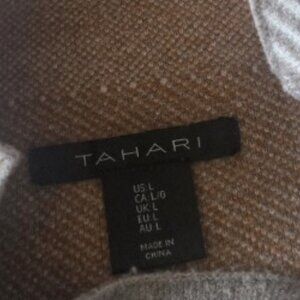 TAHARI
US:L
CA:L/G
UK:L
EU:L
AU L
MADE IN
CHINA